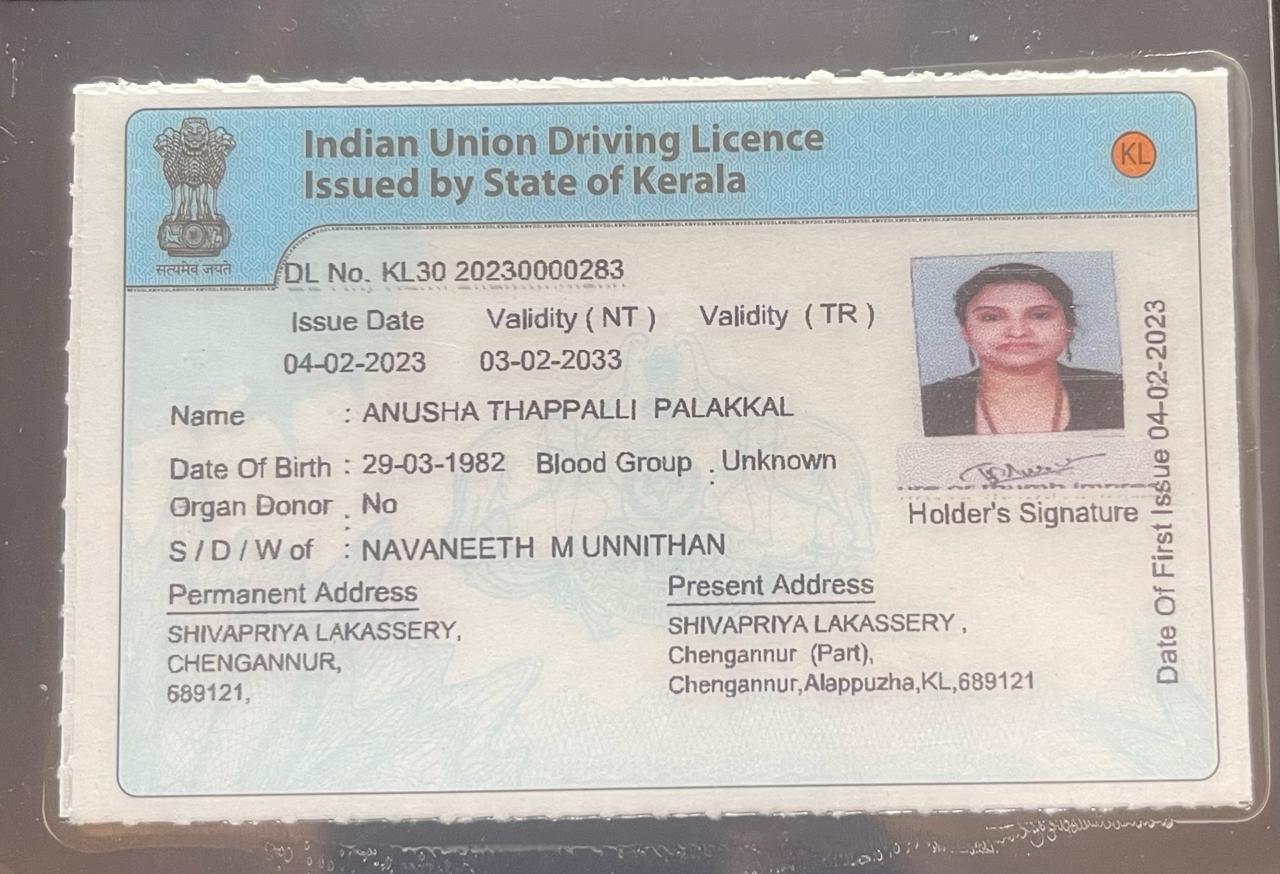 Indian Union Driving Licence
Issued by State of Kerala
KL
सत्यमेव जयते
DL No. KL30 20230000283
Issue Date Validity ( NT ) Validity ( TR )
04-02-2023 03-02-2033
Name : ANUSHA THAPPALLI PALAKKAL
Date Of Birth : 29-03-1982 Blood Group : Unknown
Organ Donor : No
S / D / W of : NAVANEETH M UNNITHAN
Holder's Signature
Date Of First Issue 04-02-2023
Permanent Address
SHIVAPRIYA LAKASSERY,
CHENGANNUR,
689121,
Present Address
SHIVAPRIYA LAKASSERY ,
Chengannur (Part),
Chengannur,Alappuzha,KL,689121